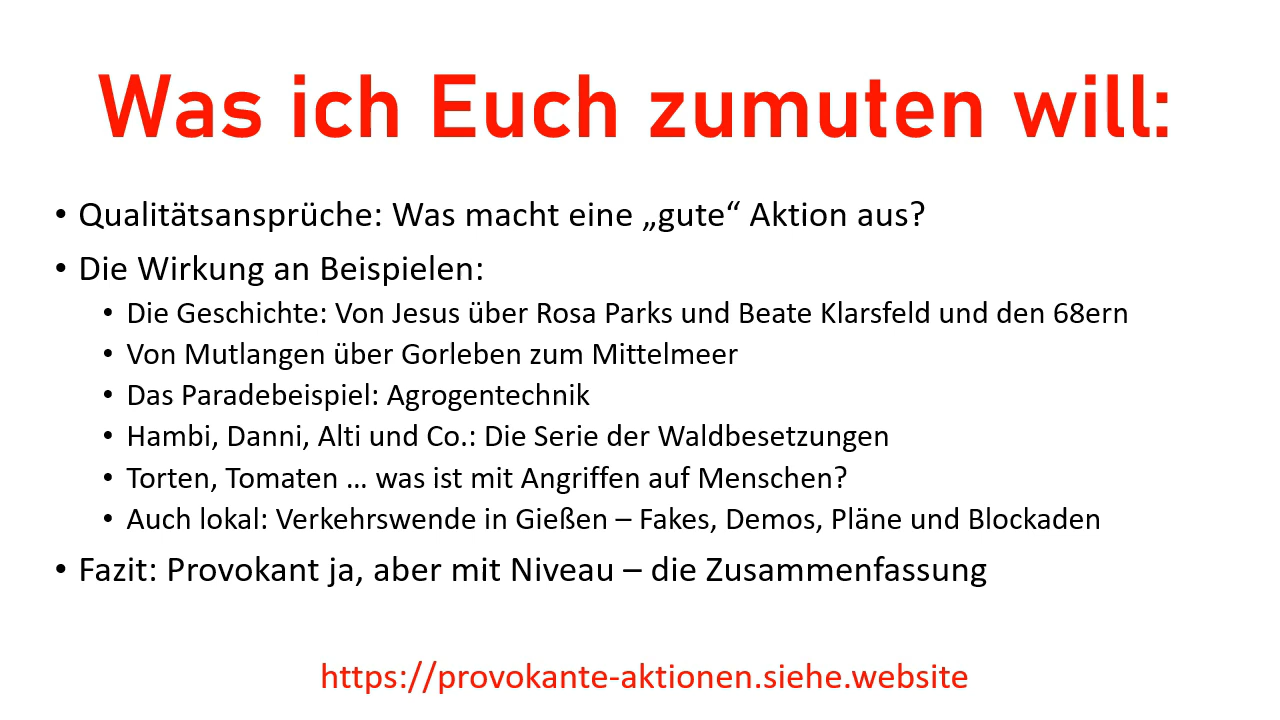 Was ich Euch zumuten will:
• Qualitätsansprüche: Was macht eine „gute“ Aktion aus?
• Die Wirkung an Beispielen:
• Die Geschichte: Von Jesus über Rosa Parks und Beate Klarsfeld und den 68ern
• Von Mutlangen über Gorleben zum Mittelmeer
• Das Paradebeispiel: Agrogentechnik
• Hambi, Danni, Alti und Co.: Die Serie der Waldbesetzungen
• Torten, Tomaten … was ist mit Angriffen auf Menschen?
• Auch lokal: Verkehrswende in Gießen – Fakes, Demos, Pläne und Blockaden
• Fazit: Provokant ja, aber mit Niveau – die Zusammenfassung
https://provokante-aktionen.siehe.website